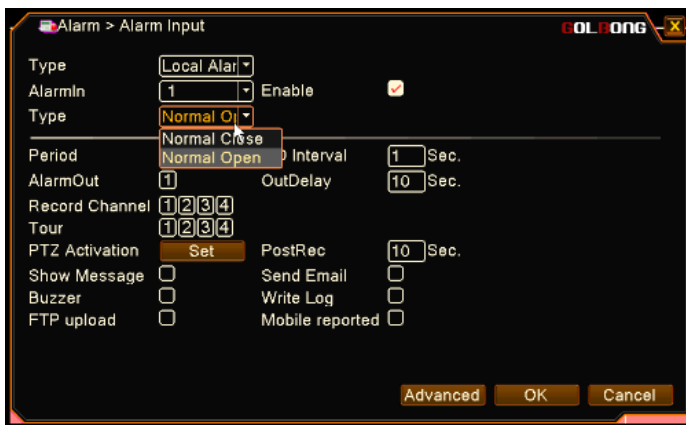 Alarm > Alarm Input GOLBONG X
Type Local Alar
AlarmIn 1 Enable
Type Normal O
Normal Close
Normal Open
Period Interval 1 Sec.
AlarmOut 1 OutDelay 10 Sec.
Record Channel 1 2 3 4
Tour 1 2 3 4
PTZ Activation Set PostRec 10 Sec.
Show Message Send Email
Buzzer Write Log
FTP upload Mobile reported
Advanced OK Cancel